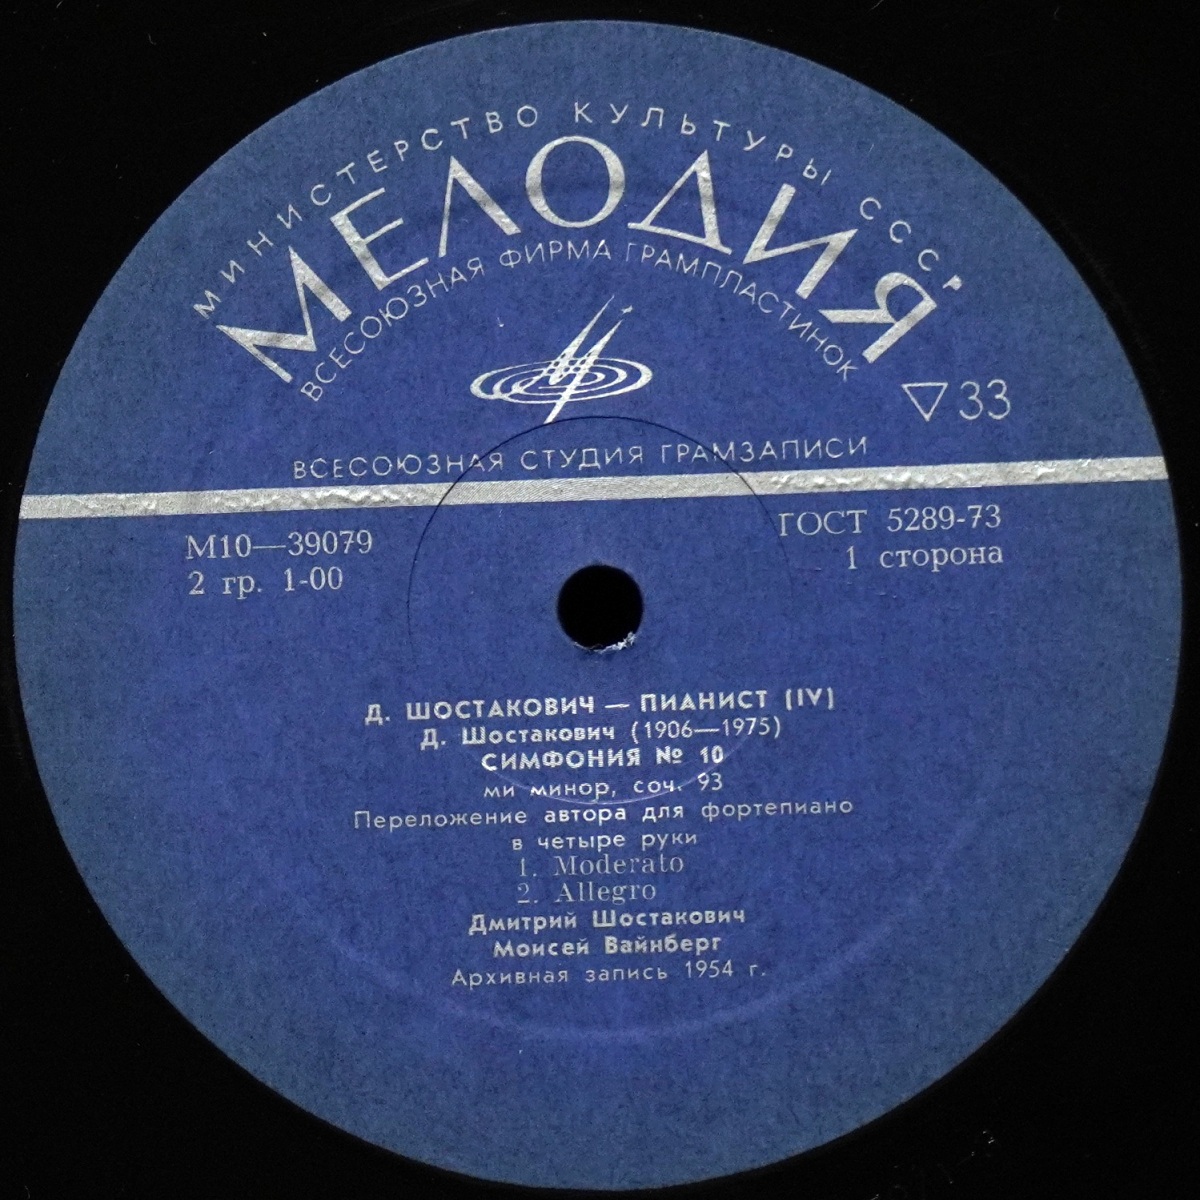 МИНИСТЕРСТВО КУЛЬТУРЫ СССР
МЕЛОДИЯ
ВСЕСОЮЗНАЯ ФИРМА ГРАМПЛАСТИНОК
▽33
ВСЕСОЮЗНАЯ СТУДИЯ ГРАМЗАПИСИ
М10—39079
2 гр. 1-00
ГОСТ 5289-73
1 сторона
Д. ШОСТАКОВИЧ — ПИАНИСТ (IV)
Д. Шостакович (1906—1975)
СИМФОНИЯ № 10
ми минор, соч. 93
Переложение автора для фортепиано
в четыре руки
1. Moderato
2. Allegro
Дмитрий Шостакович
Моисей Вайнберг
Архивная запись 1954 г.